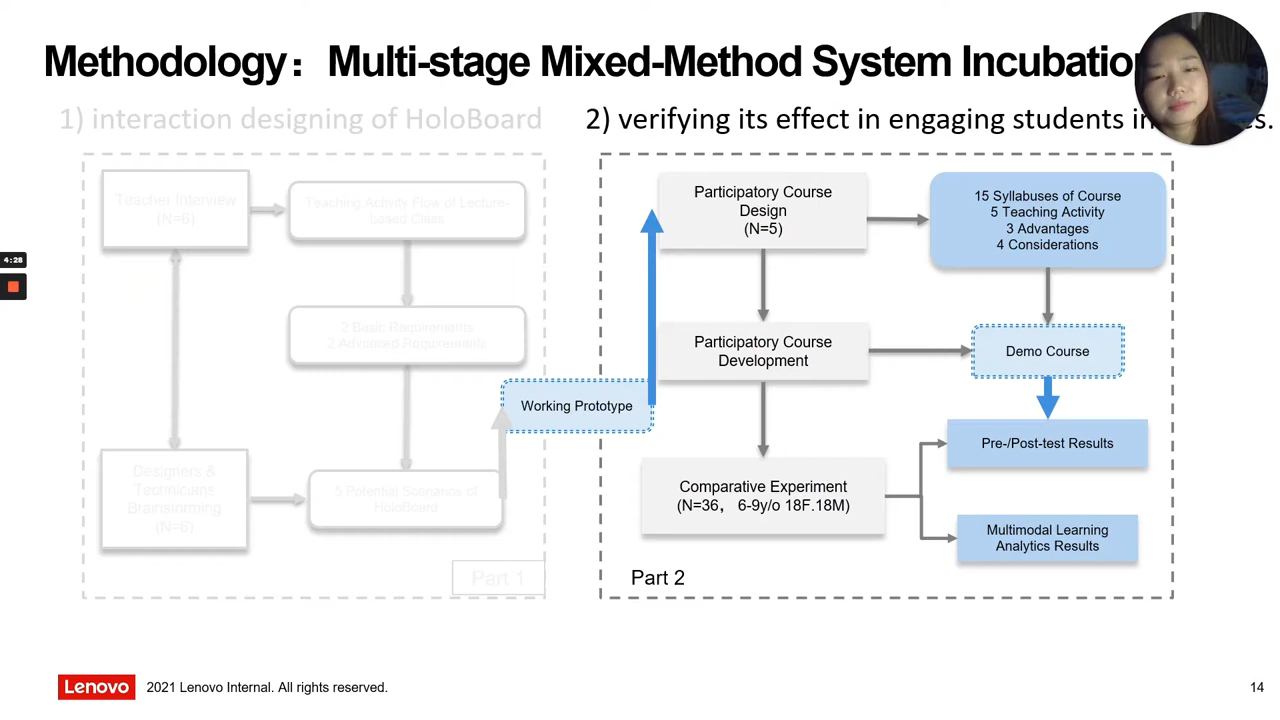 Methodology：Multi-stage Mixed-Method System Incubation
1) interaction designing of HoloBoard
2) verifying its effect in engaging students in
Teacher Interview
(N=6)
Teaching Activity Flow of Lecture-
based Class
2 Basic Requirements
2 Advanced Requirements
Designers &
Technicians
Brainstorming
(N=6)
5 Potential Scenarios of
HoloBoard
Part 1
Working Prototype
Participatory Course
Design
(N=5)
15 Syllabuses of Course
5 Teaching Activity
3 Advantages
4 Considerations
Participatory Course
Development
Demo Course
Pre-/Post-test Results
Comparative Experiment
(N=36， 6-9y/o 18F.18M)
Multimodal Learning
Analytics Results
Part 2
4:28
Lenovo
2021 Lenovo Internal. All rights reserved.
14